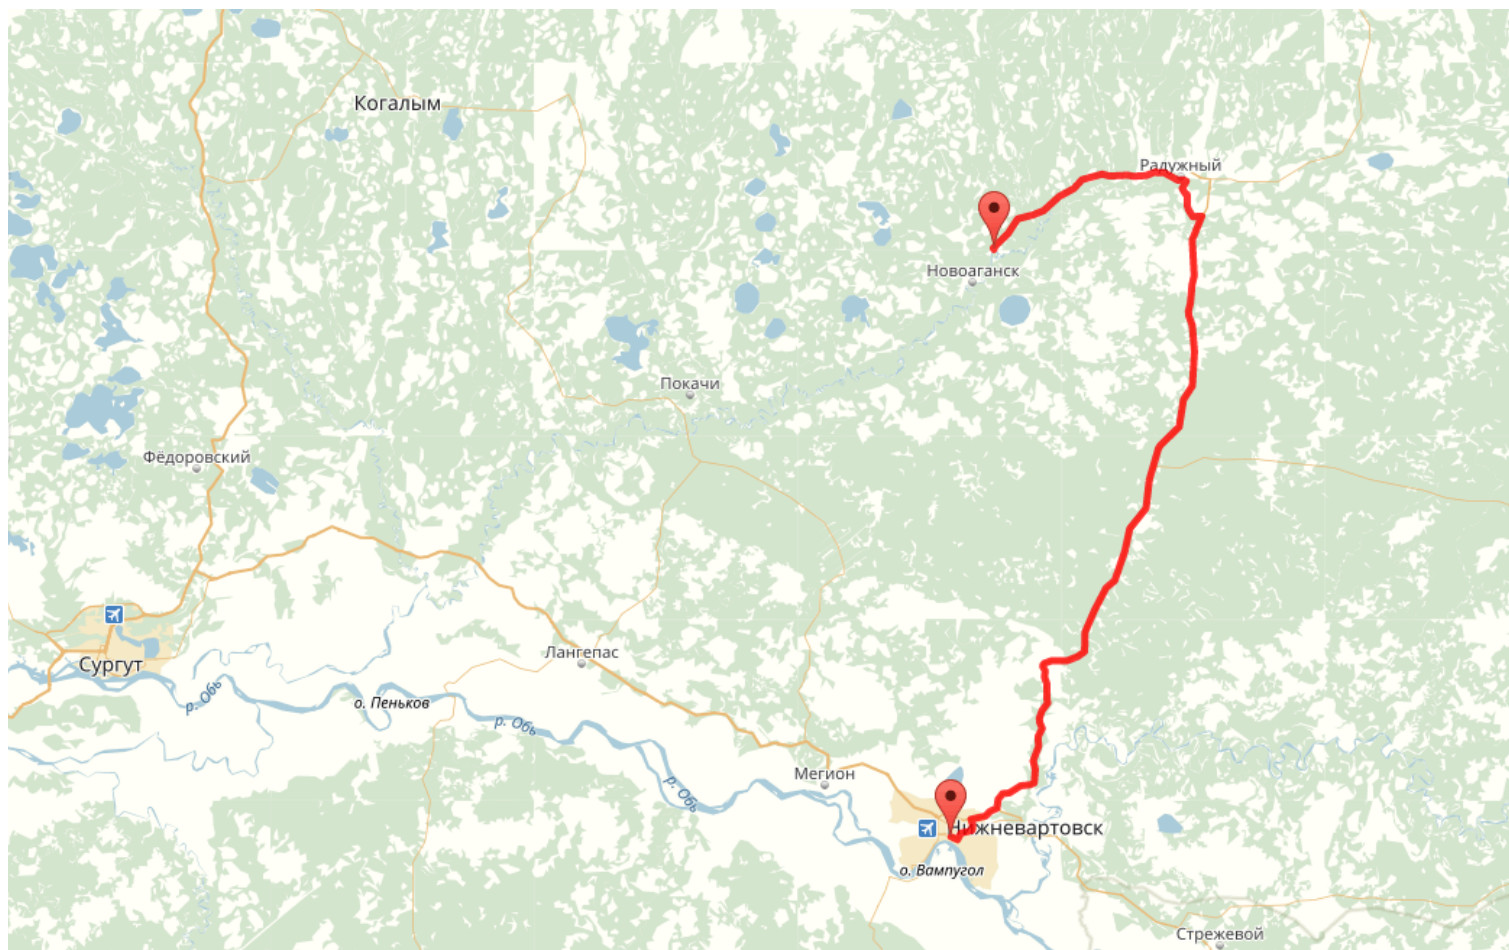 Когалым
Радужный
Новоаганск
Покачи
Фёдоровский
Сургут
Лангепас
р. Обь
о. Пеньков
р. Обь
р. Обь
Мегион
Нижневартовск
о. Вампугол
Стрежевой